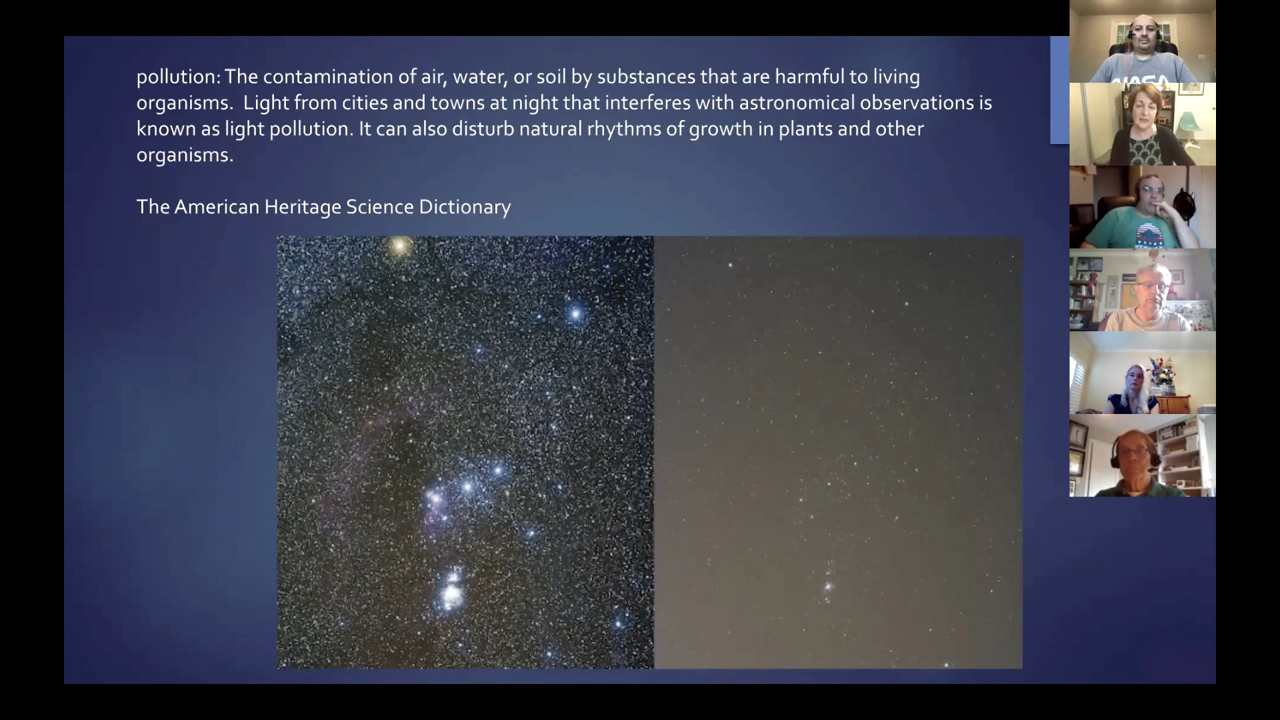 pollution: The contamination of air, water, or soil by substances that are harmful to living
organisms.  Light from cities and towns at night that interferes with astronomical observations is
known as light pollution. It can also disturb natural rhythms of growth in plants and other
organisms.
The American Heritage Science Dictionary
NASA